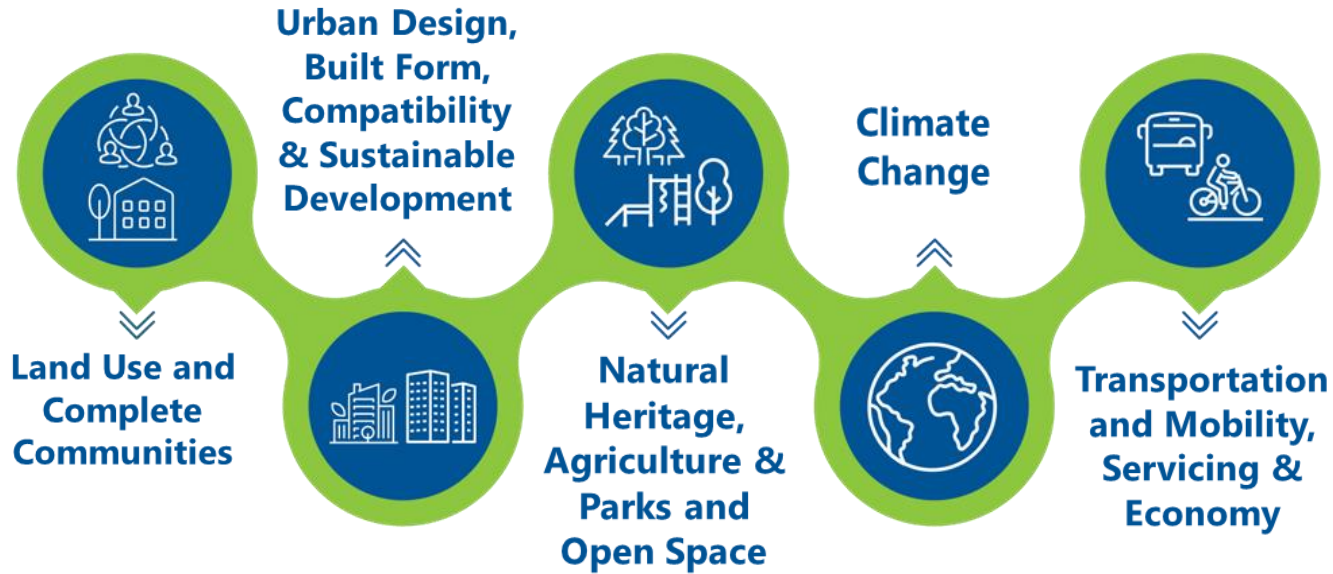 Land Use and
Complete
Communities
Urban Design,
Built Form,
Compatibility
& Sustainable
Development
Natural
Heritage,
Agriculture &
Parks and
Open Space
Climate
Change
Transportation
and Mobility,
Servicing &
Economy